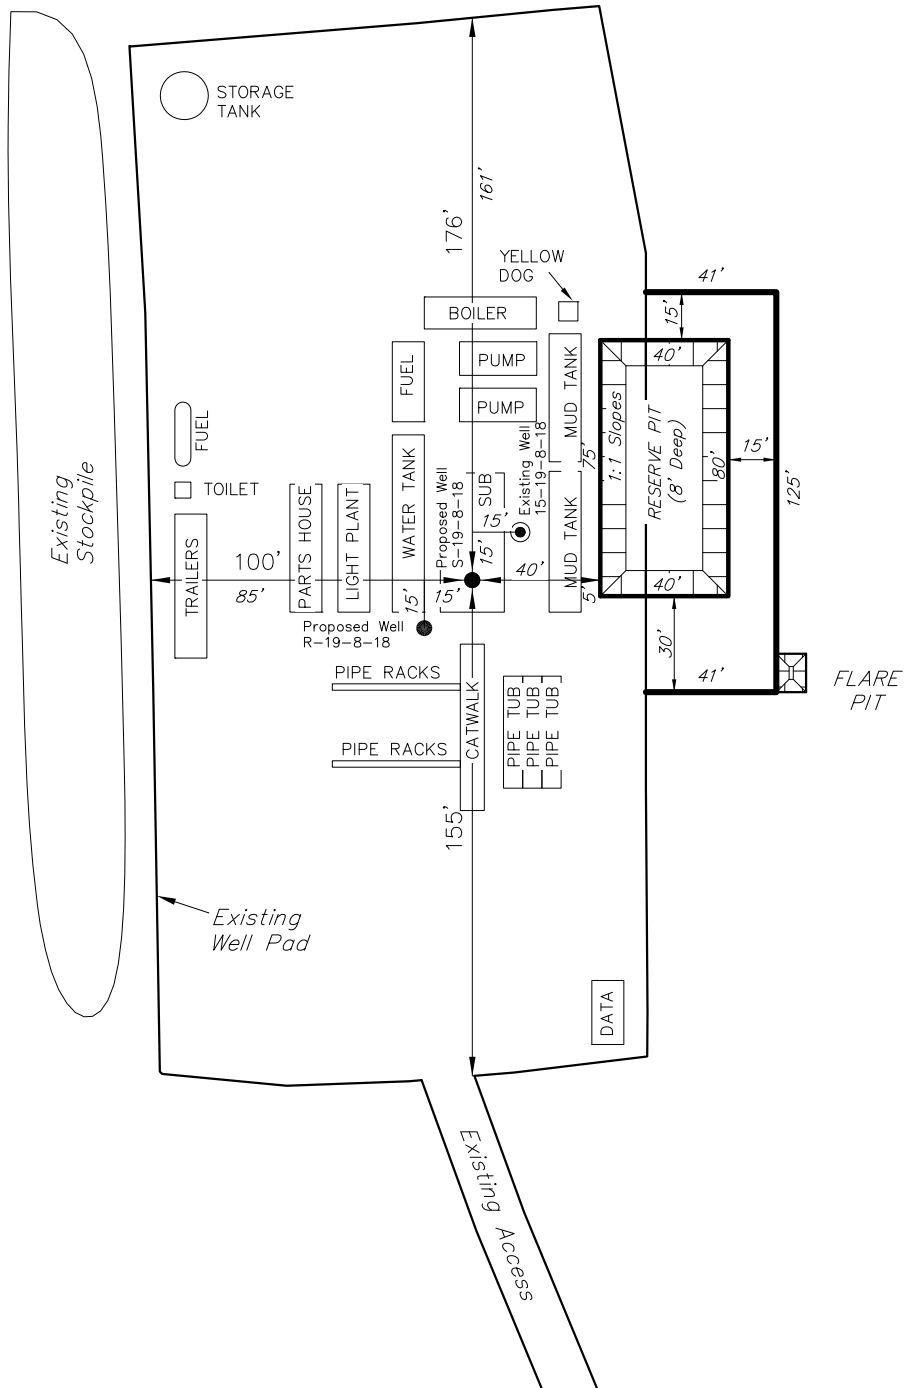 STORAGE
TANK
176'
161'
YELLOW
DOG
41'
15'
BOILER
40'
FUEL
PUMP
MUD TANK
PUMP
1:1 Slopes
RESERVE PIT
(8' Deep)
80'
15'
125'
75'
FUEL
Existing
Stockpile
TOILET
Existing Well
15-19-8-18
Proposed Well
S-19-8-18
SUB
WATER TANK
MUD TANK
15'
15'
TRAILERS
PARTS HOUSE
LIGHT PLANT
100'
85'
15'
15'
40'
5'
40'
Proposed Well
R-19-8-18
30'
41'
PIPE RACKS
CATWALK
PIPE TUB
PIPE TUB
PIPE TUB
FLARE
PIT
PIPE RACKS
155'
Existing
Well Pad
DATA
Existing Access